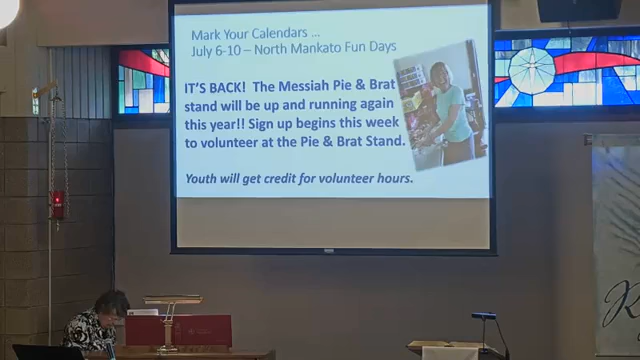 Mark Your Calendars ...
July 6-10 – North Mankato Fun Days
IT'S BACK!  The Messiah Pie & Brat
stand will be up and running again
this year!! Sign up begins this week
to volunteer at the Pie & Brat Stand.
Youth will get credit for volunteer hours.